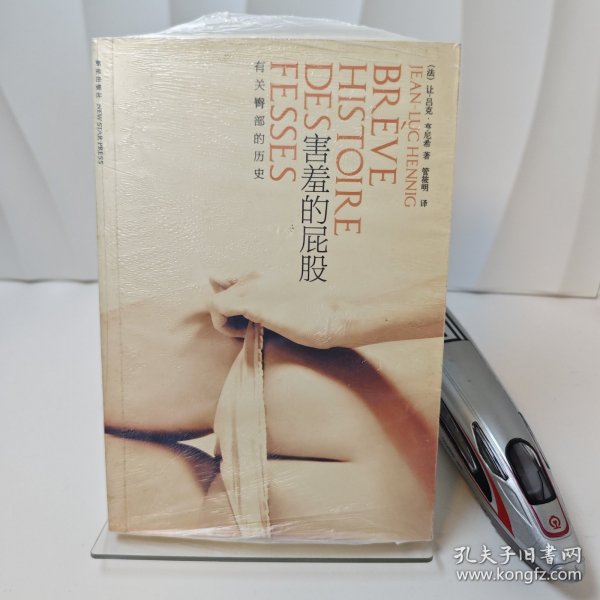 BRÈVE
HISTOIRE
DES
FESSES
JEAN-LUC HENNIG
害羞的屁股
有关臀部的历史
(法) 让-吕克·亨尼希 著 管筱明 译
新星出版社 NEW STAR PRESS
孔夫子旧书网
www.kongfz.com